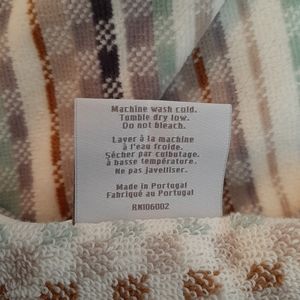 Machine wash cold.
Tumble dry low.
Do not bleach.
Laver à la machine
à l'eau froide.
Sécher par culbutage,
à basse température.
Ne pas javelliser.
Made in Portugal
Fabriqué au Portugal
RN106002